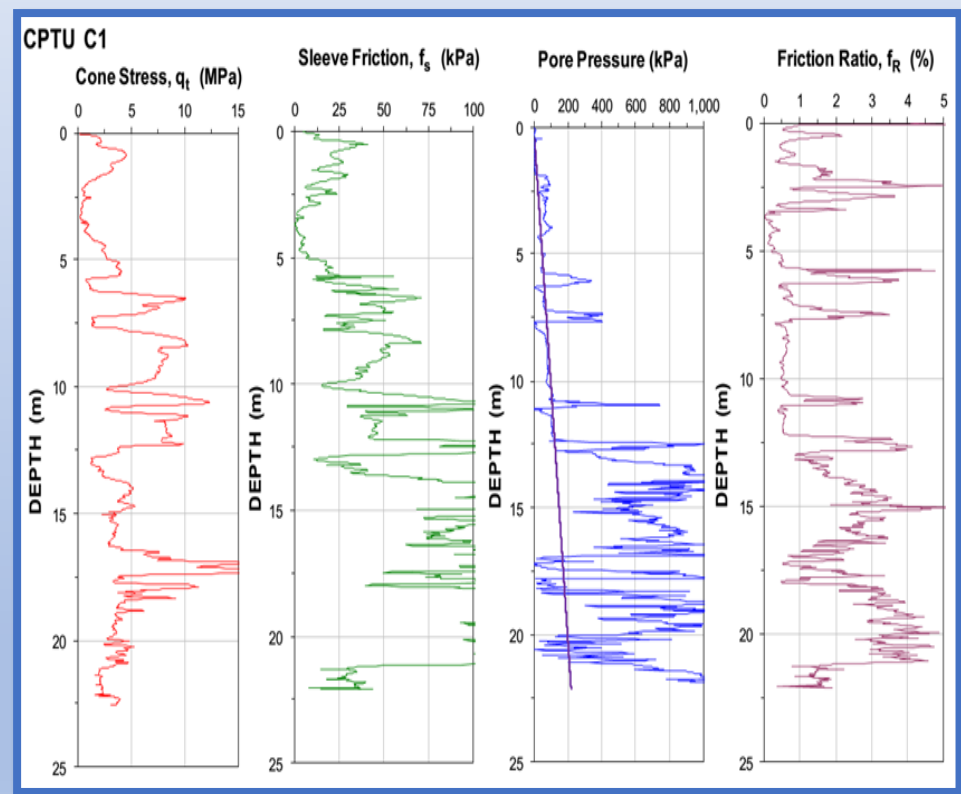 CPTU C1
Cone Stress, qt (MPa)
Sleeve Friction, fs (kPa)
Pore Pressure (kPa)
Friction Ratio, fR (%)
0 5 10 15
0 25 50 75 100
0 200 400 600 800 1,000
0 1 2 3 4 5
0
5
10
15
20
25
DEPTH (m)
0
5
10
15
20
25
DEPTH (m)
0
5
10
15
20
25
DEPTH (m)
0
5
10
15
20
25
DEPTH (m)